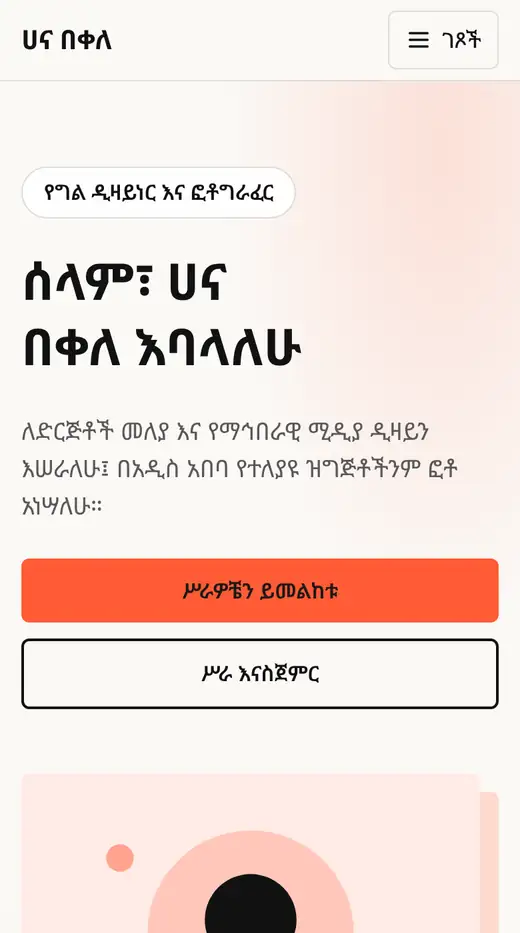 ሀና በቀለ
ገጾች
የግል ዲዛይነር እና ፎቶግራፈር
ሰላም፣ ሀና
በቀለ እባላለሁ
ለድርጅቶች መለያ እና የማኅበራዊ ሚዲያ ዲዛይን
እሠራለሁ፤ በአዲስ አበባ የተለያዩ ዝግጅቶችንም ፎቶ
አነሣለሁ።
ሥራዎቼን ይመልከቱ
ሥራ እናስጀምር